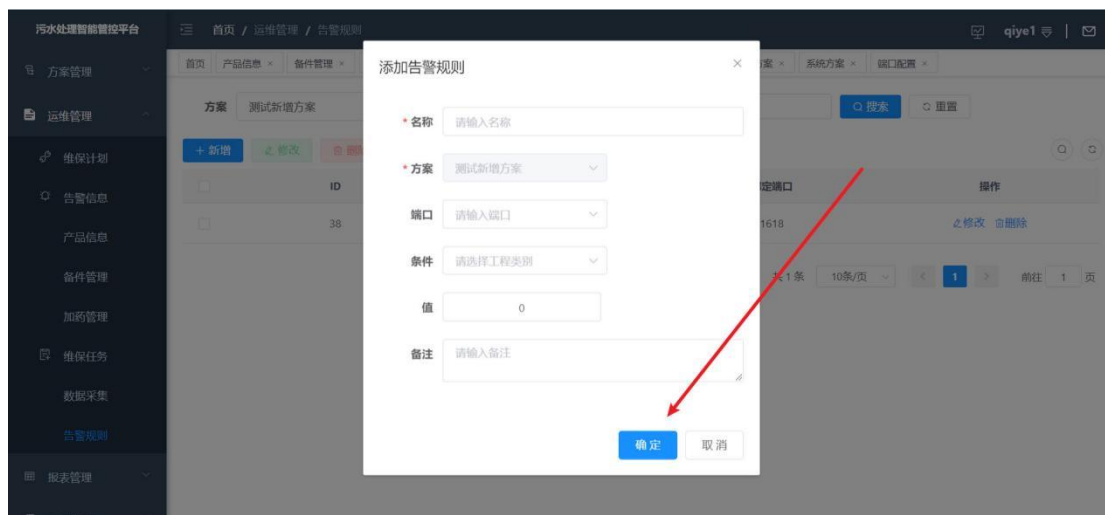 污水处理智能管控平台
首页 / 运维管理 / 告警规则
qiye1
首页 产品信息 × 备件管理 ×
案 × 系统方案 × 端口配置 ×
方案管理
运维管理
维保计划
告警信息
产品信息
备件管理
加药管理
维保任务
数据采集
告警规则
报表管理
方案 测试新增方案
搜索 重置
+ 新增 修改
ID
定端口 操作
38
1618 修改 删除
共 1 条 10条/页 < 1 > 前往 1 页
添加告警规则 ×
* 名称 请输入名称
* 方案 测试新增方案
端口 请输入端口
条件 请选择工程类别
值 0
备注 请输入备注
确定 取消